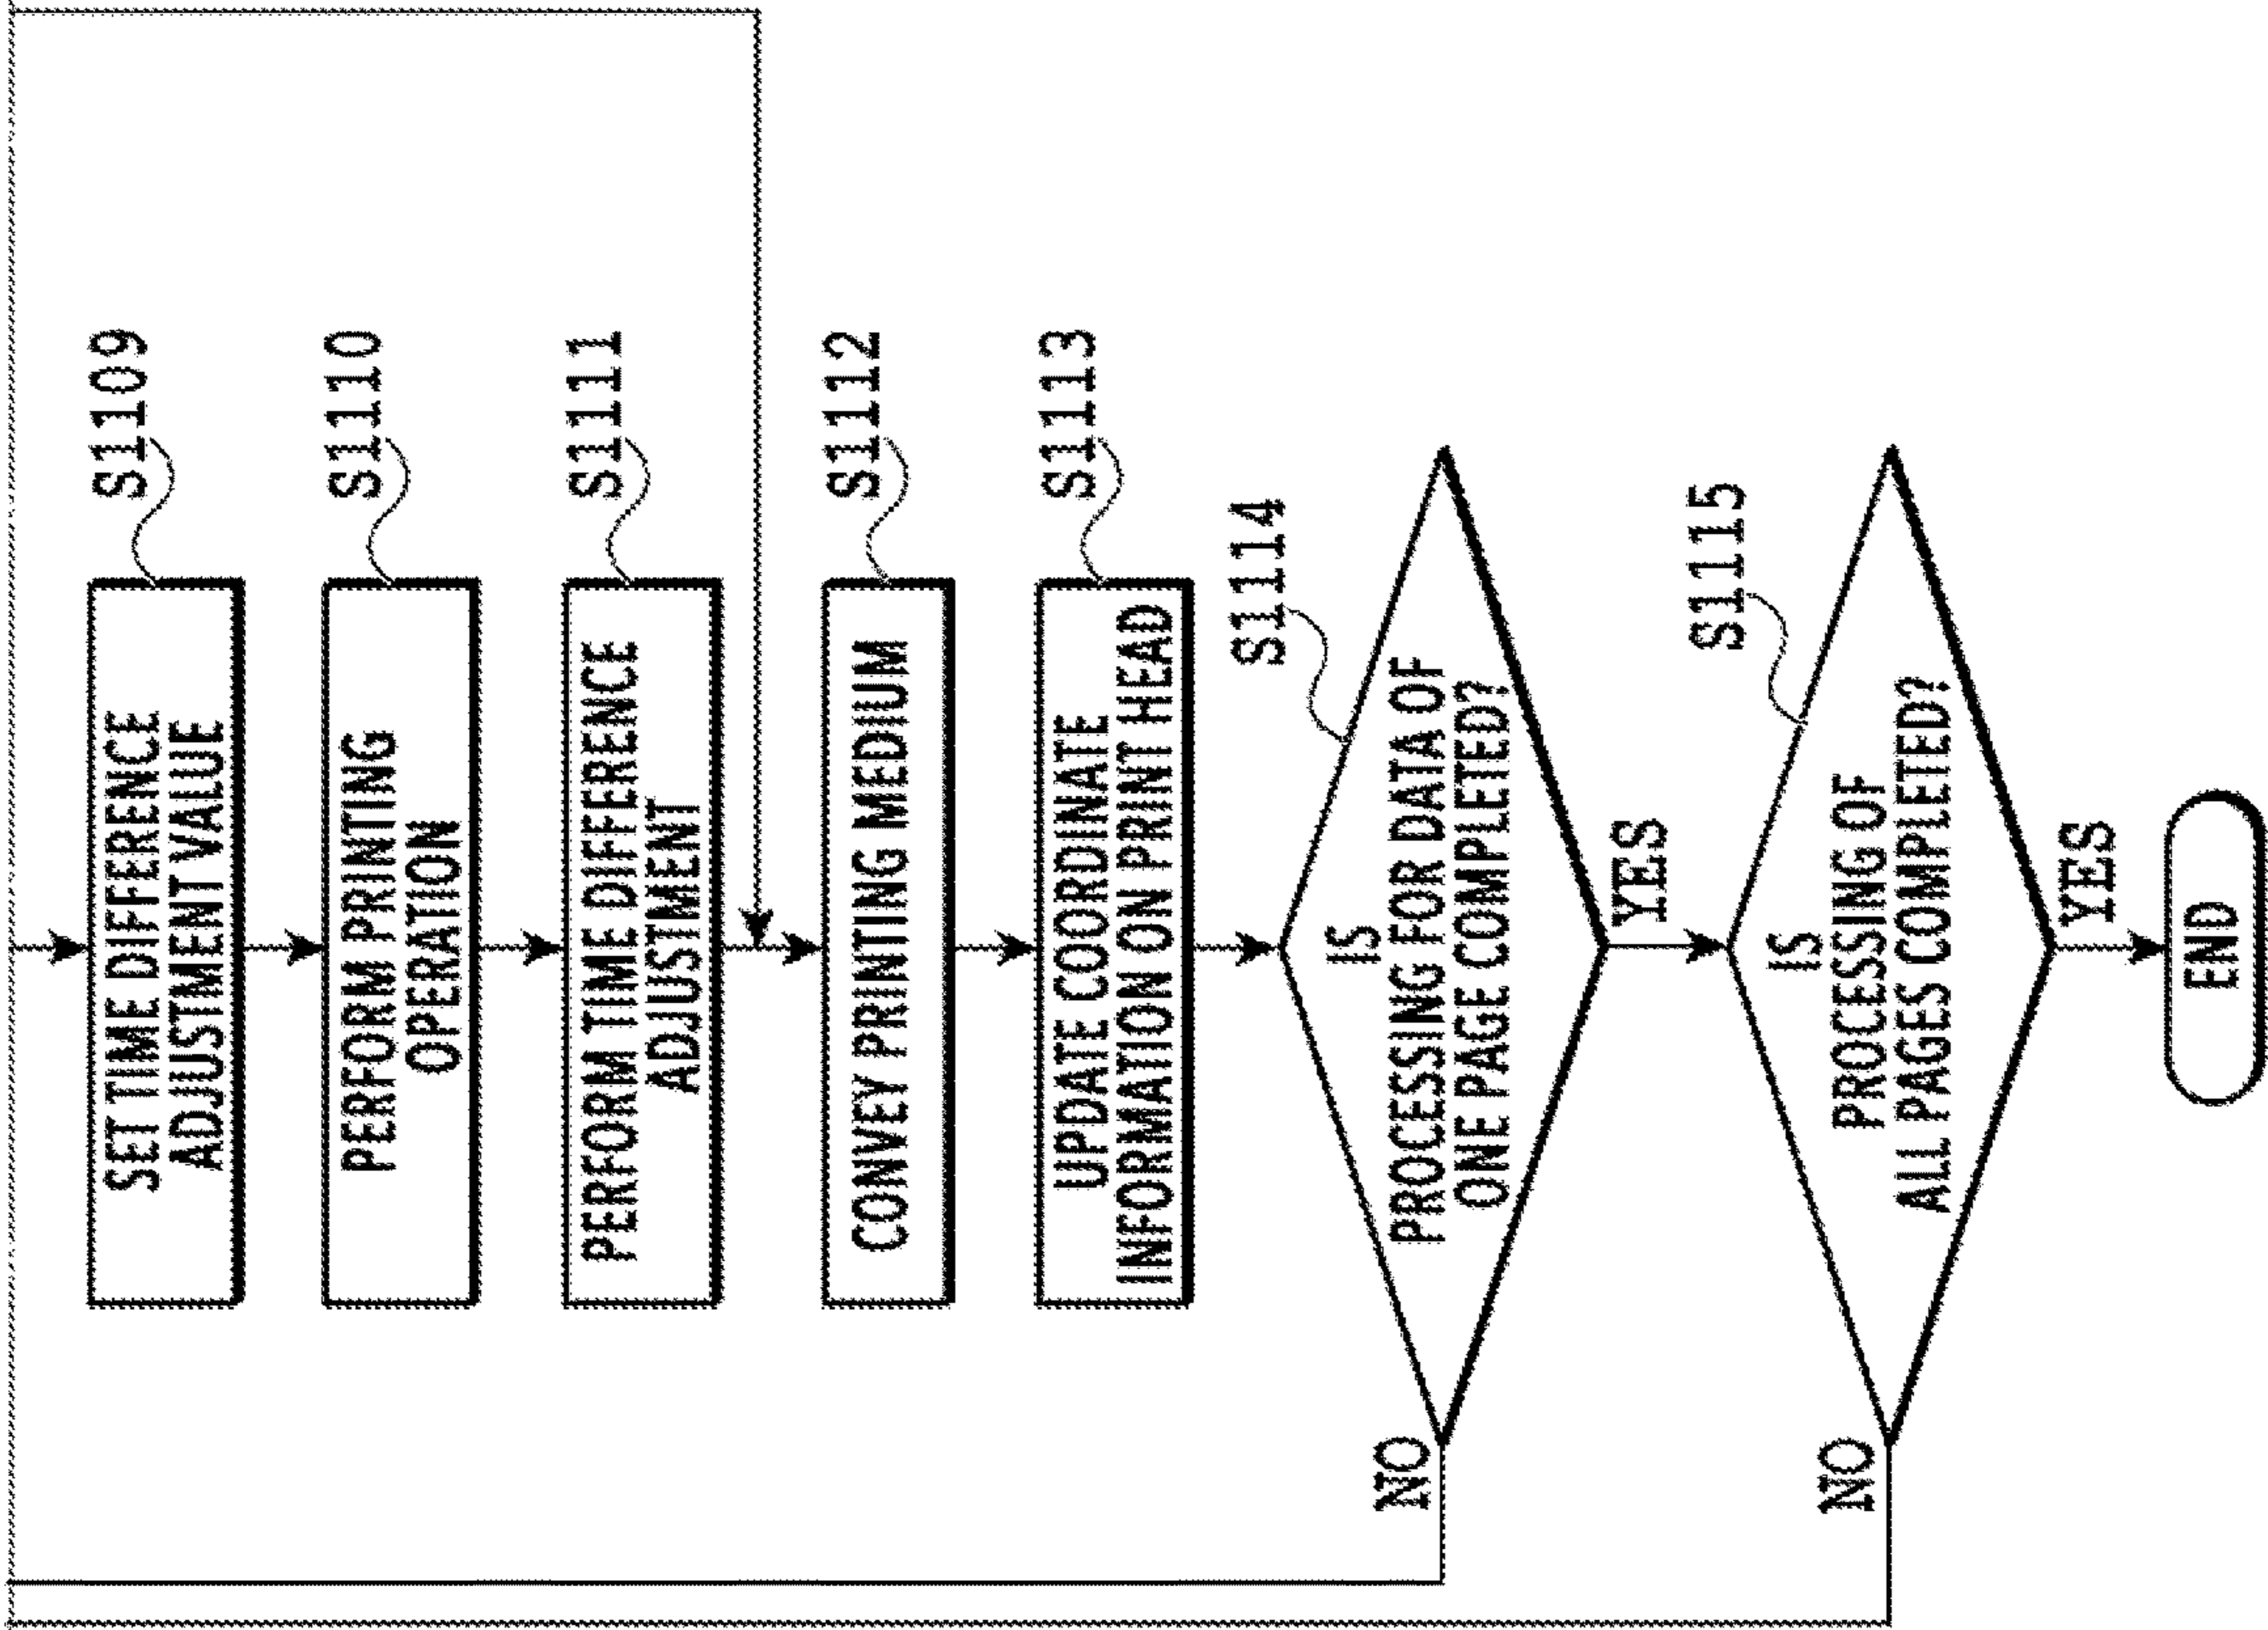 S1109
SET TIME DIFFERENCE
ADJUSTMENT VALUE
S1110
PERFORM PRINTING
OPERATION
S1111
PERFORM TIME DIFFERENCE
ADJUSTMENT
S1112
CONVEY PRINTING MEDIUM
S1113
UPDATE COORDINATE
INFORMATION ON PRINT HEAD
S1114
IS
PROCESSING FOR DATA OF
ONE PAGE COMPLETED?
NO
YES
S1115
IS
PROCESSING OF
ALL PAGES COMPLETED?
NO
YES
END